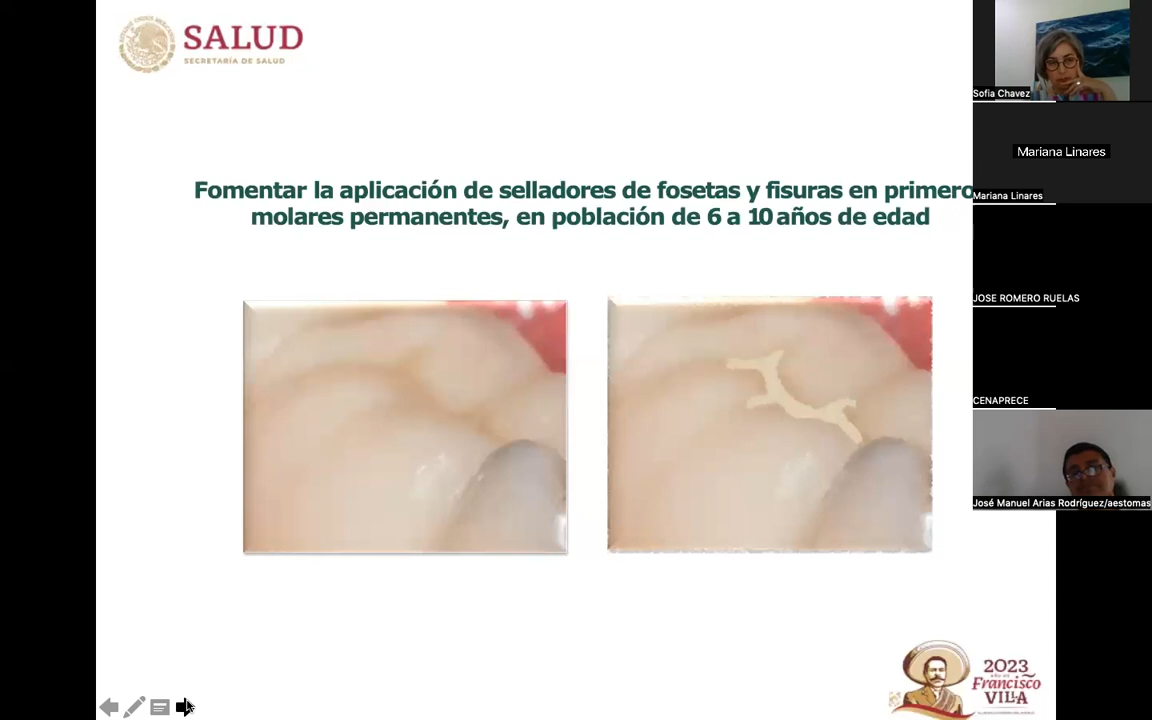 SALUD
SECRETARÍA DE SALUD
Fomentar la aplicación de selladores de fosetas y fisuras en primero
molares permanentes, en población de 6 a 10 años de edad
Sofia Chavez
Mariana Linares
Mariana Linares
JOSE ROMERO RUELAS
CENAPRECE
José Manuel Arias Rodríguez/aestomas
2023
Francisco
VILLA